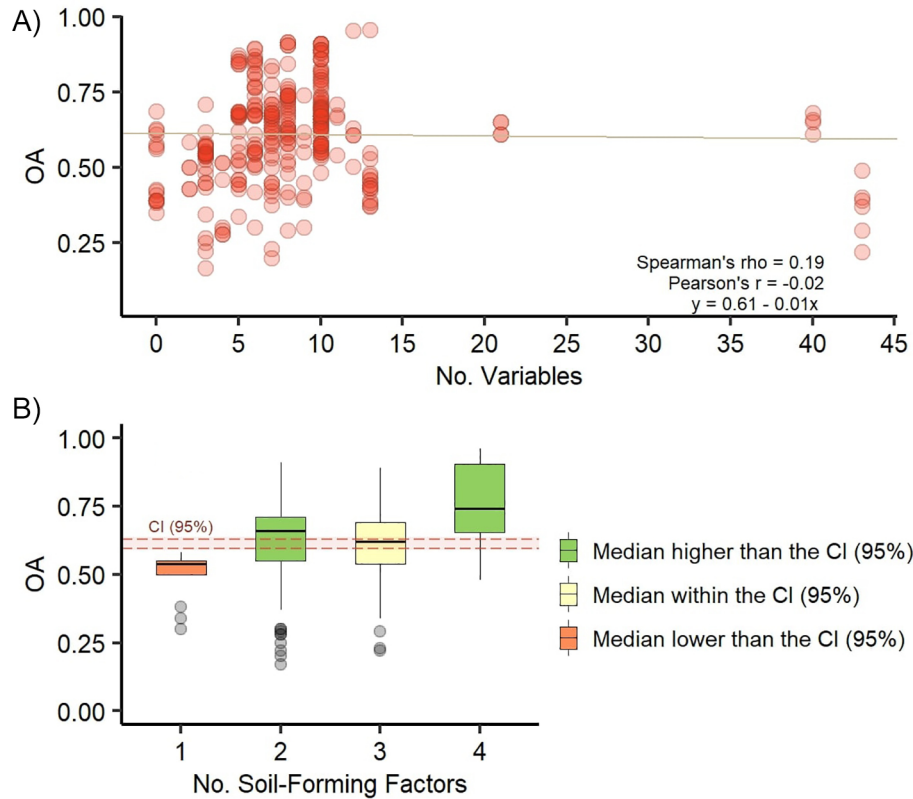 A)
1.00
0.75
0.50
0.25
OA
Spearman's rho = 0.19
Pearson's r = -0.02
y = 0.61 - 0.01x
0 5 10 15 20 25 30 35 40 45
No. Variables
B)
1.00
0.75
0.50
0.25
0.00
OA
CI (95%)
1 2 3 4
No. Soil-Forming Factors
Median higher than the CI (95%)
Median within the CI (95%)
Median lower than the CI (95%)